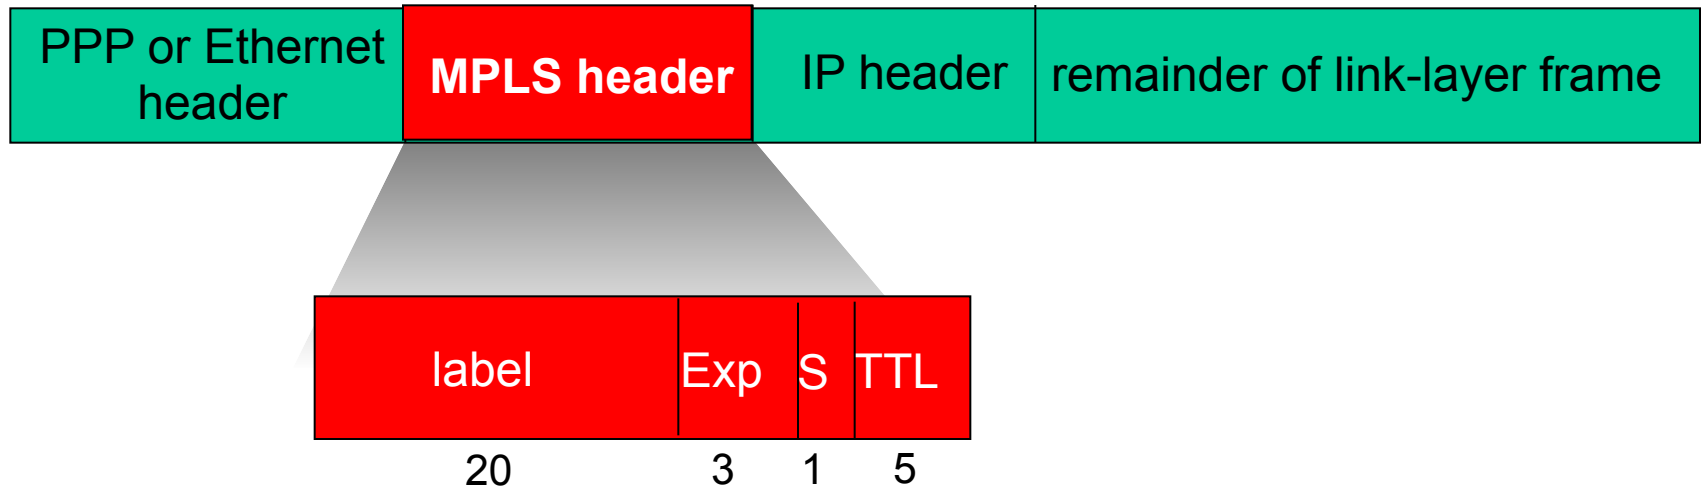 PPP or Ethernet
header
MPLS header
IP header
remainder of link-layer frame
label
Exp
S
TTL
20
3
1
5